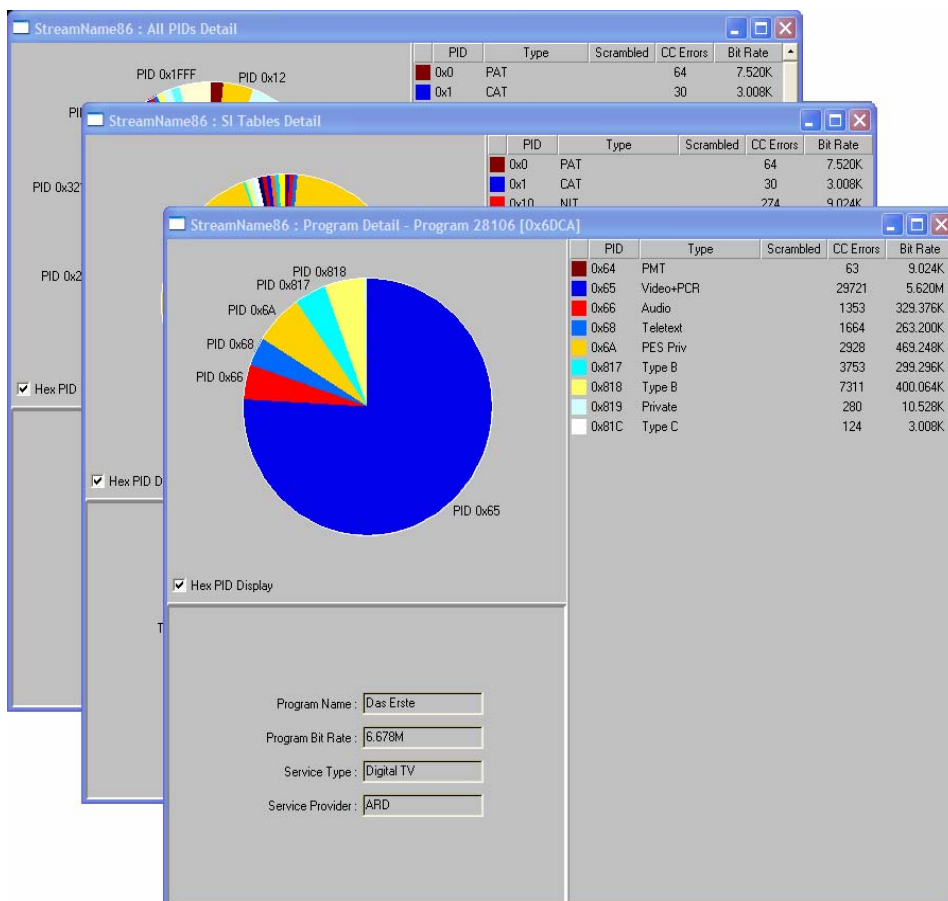 StreamName86 : All PIDs Detail
PID Type Scrambled CC Errors Bit Rate
0x0 PAT 64 7.520K
0x1 CAT 30 3.008K
PID 0x1FFF PID 0x12
PID 0x32
PID 0x2
Hex PID
StreamName86 : SI Tables Detail
PID Type Scrambled CC Errors Bit Rate
0x0 PAT 64 7.520K
0x1 CAT 30 3.008K
0x10 NIT 274 9.024K
Hex PID D
StreamName86 : Program Detail - Program 28106 [0x6DCA]
PID Type Scrambled CC Errors Bit Rate
0x64 PMT 63 9.024K
0x65 Video+PCR 29721 5.620M
0x66 Audio 1353 329.376K
0x68 Teletext 1664 263.200K
0x6A PES Priv 2928 469.248K
0x817 Type B 3753 299.296K
0x818 Type B 7311 400.064K
0x819 Private 280 10.528K
0x81C Type C 124 3.008K
PID 0x818
PID 0x817
PID 0x6A
PID 0x68
PID 0x66
PID 0x65
Hex PID Display
Program Name : Das Erste
Program Bit Rate : 6.678M
Service Type : Digital TV
Service Provider : ARD